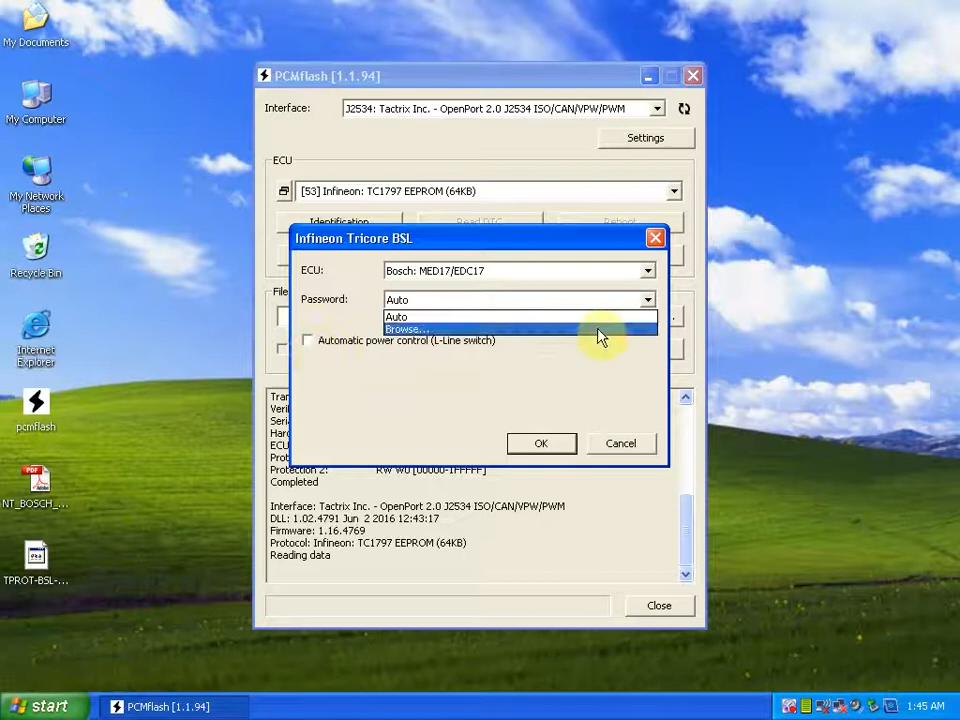 My Documents
My Computer
My Network
Places
Recycle Bin
Internet
Explorer
pcmflash
NT_BOSCH_...
TPROT-BSL-...
PCMflash [1.1.94]
Interface:
J2534: Tactrix Inc. - OpenPort 2.0 J2534 ISO/CAN/VPW/PWM
Settings
ECU
[53] Infineon: TC1797 EEPROM (64KB)
Identification
Read DTC
Reboot
Infineon Tricore BSL
ECU:
Bosch: MED17/EDC17
File
Password:
Auto
Auto
Browse...
Automatic power control (L-Line switch)
OK
Cancel
Protection 2: RW W0 [00000-1FFFFF]
Completed
Interface: Tactrix Inc. - OpenPort 2.0 J2534 ISO/CAN/VPW/PWM
DLL: 1.02.4791 Jun 2 2016 12:43:17
Firmware: 1.16.4769
Protocol: Infineon: TC1797 EEPROM (64KB)
Reading data
Close
start
PCMflash [1.1.94]
1:45 AM